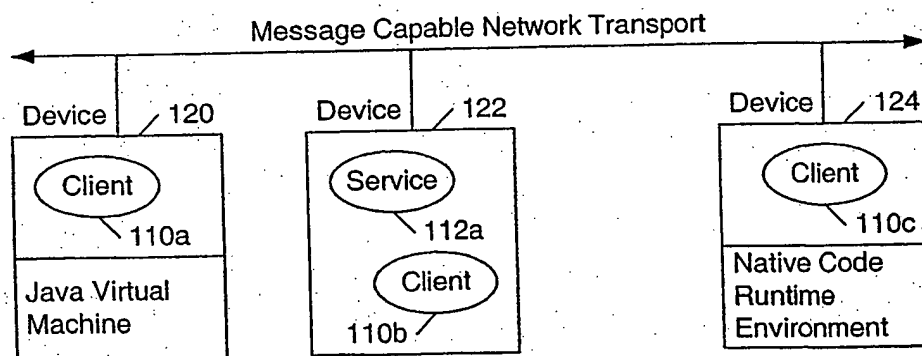 Message Capable Network Transport
Device 120
Client
110a
Java Virtual
Machine
Device 122
Service
112a
Client
110b
Device 124
Client
110c
Native Code
Runtime
Environment